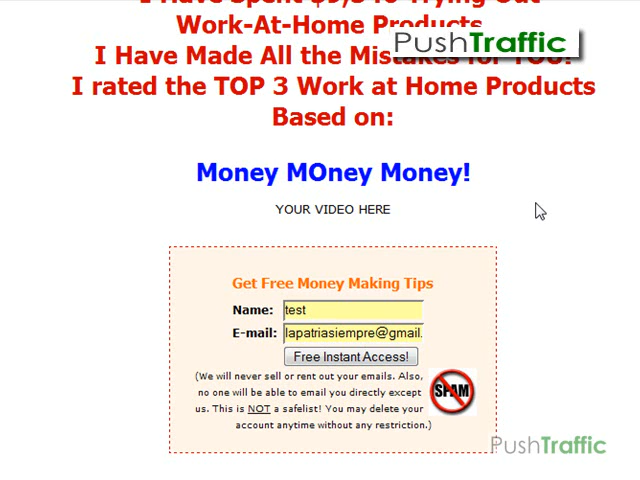 Work-At-Home Products
PushTraffic
I Have Made All the Mistakes for YOU!
I rated the TOP 3 Work at Home Products
Based on:
Money MOney Money!
YOUR VIDEO HERE
Get Free Money Making Tips
Name: test
E-mail: lapatriasiempre@gmail.
Free Instant Access!
(We will never sell or rent out your emails. Also,
no one will be able to email you directly except
us. This is NOT a safelist! You may delete your
account anytime without any restriction.)
SPAM
PushTraffic